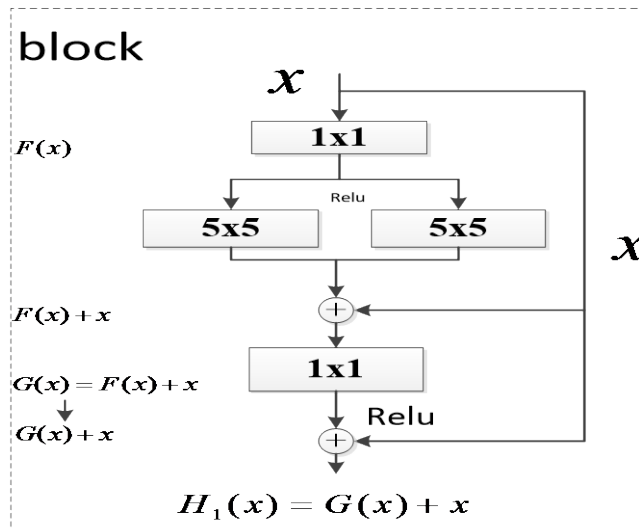 block
x
F(x)
1x1
Relu
5x5
5x5
x
F(x)+x
+
G(x)=F(x)+x
1x1
Relu
G(x)+x
+
H₁(x)=G(x)+x